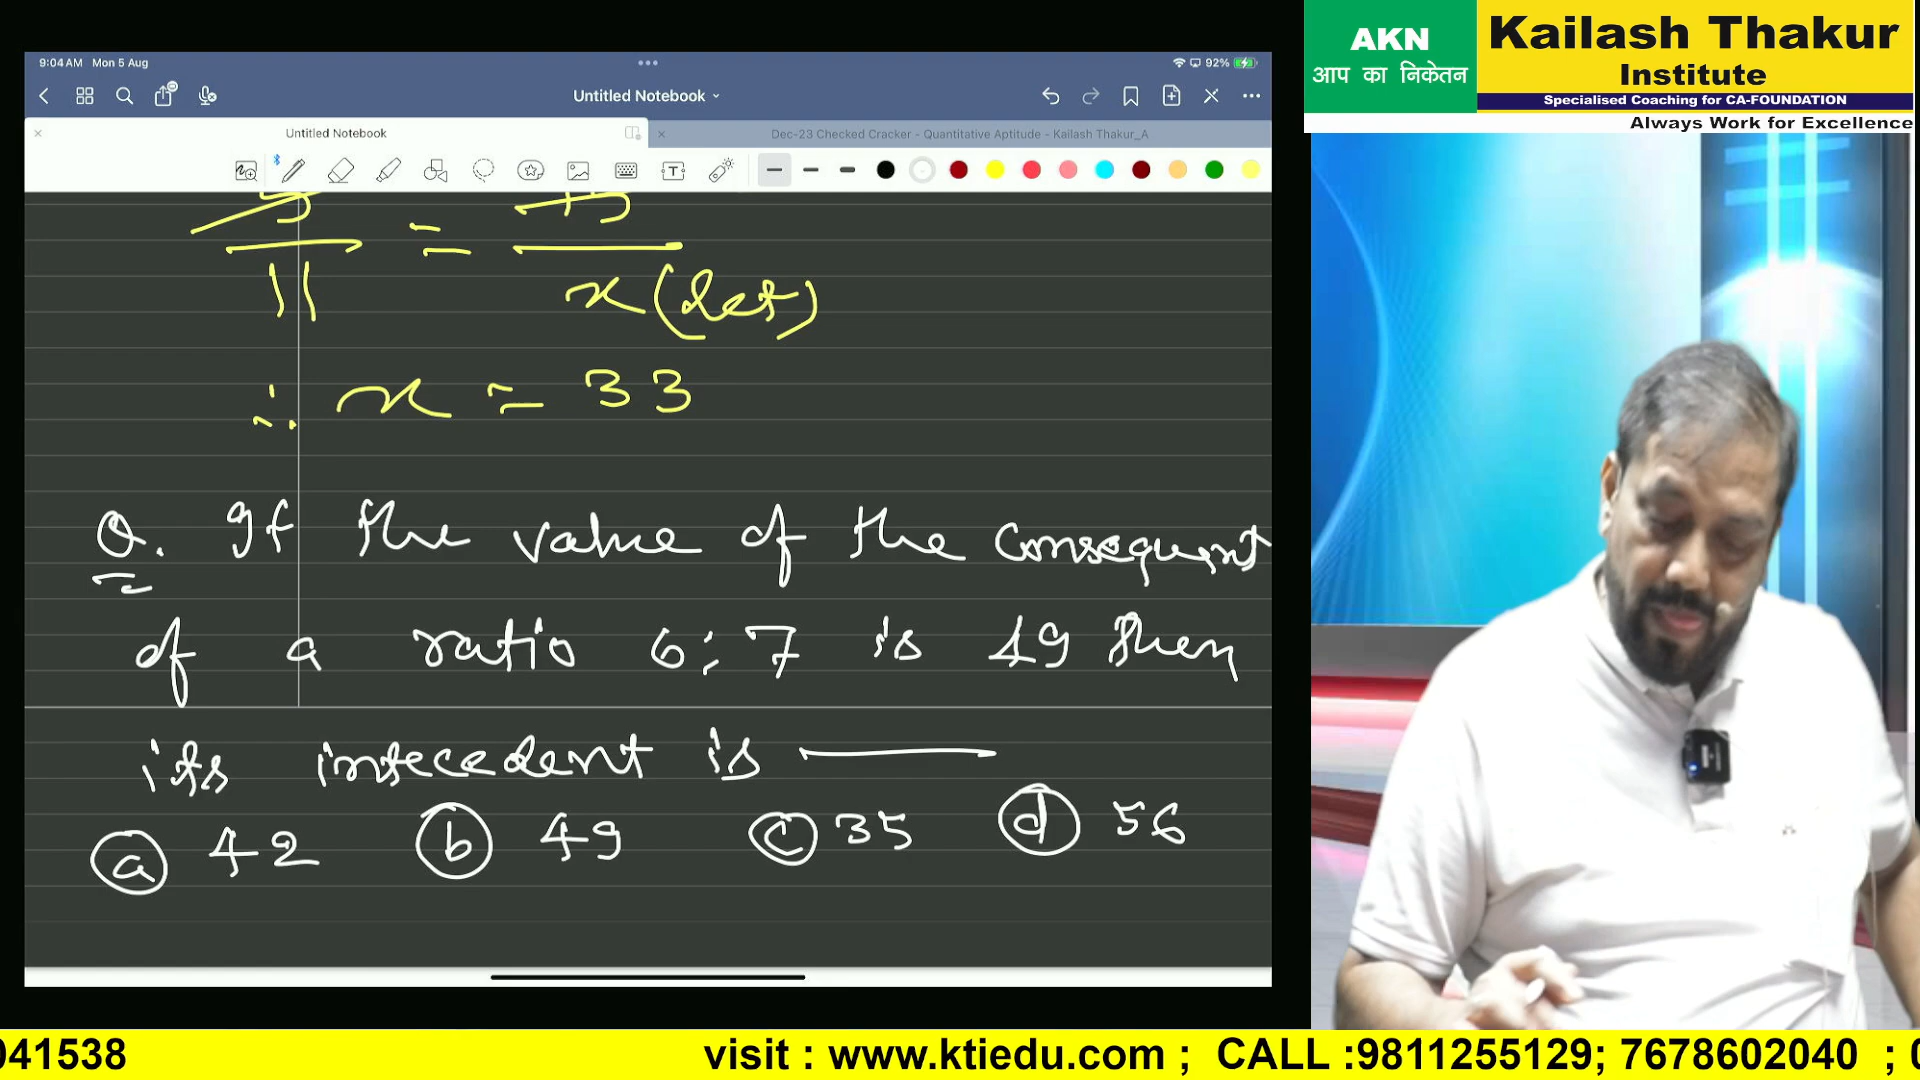 AKN
आप का निकेतन
Kailash Thakur
Institute
Specialised Coaching for CA-FOUNDATION
Always Work for Excellence
9:04 AM Mon 5 Aug
92%
Untitled Notebook
Untitled Notebook
Dec-23 Checked Cracker - Quantitative Aptitude - Kailash Thakur_A
=
11 x (let)
∴ x = 33
Q. If the value of the consequent
of a ratio 6:7 is 49 then
its intecedent is ——
(a) 42 (b) 49 (c) 35 (d) 56
041538 visit : www.ktiedu.com ; CALL :9811255129; 7678602040 ;